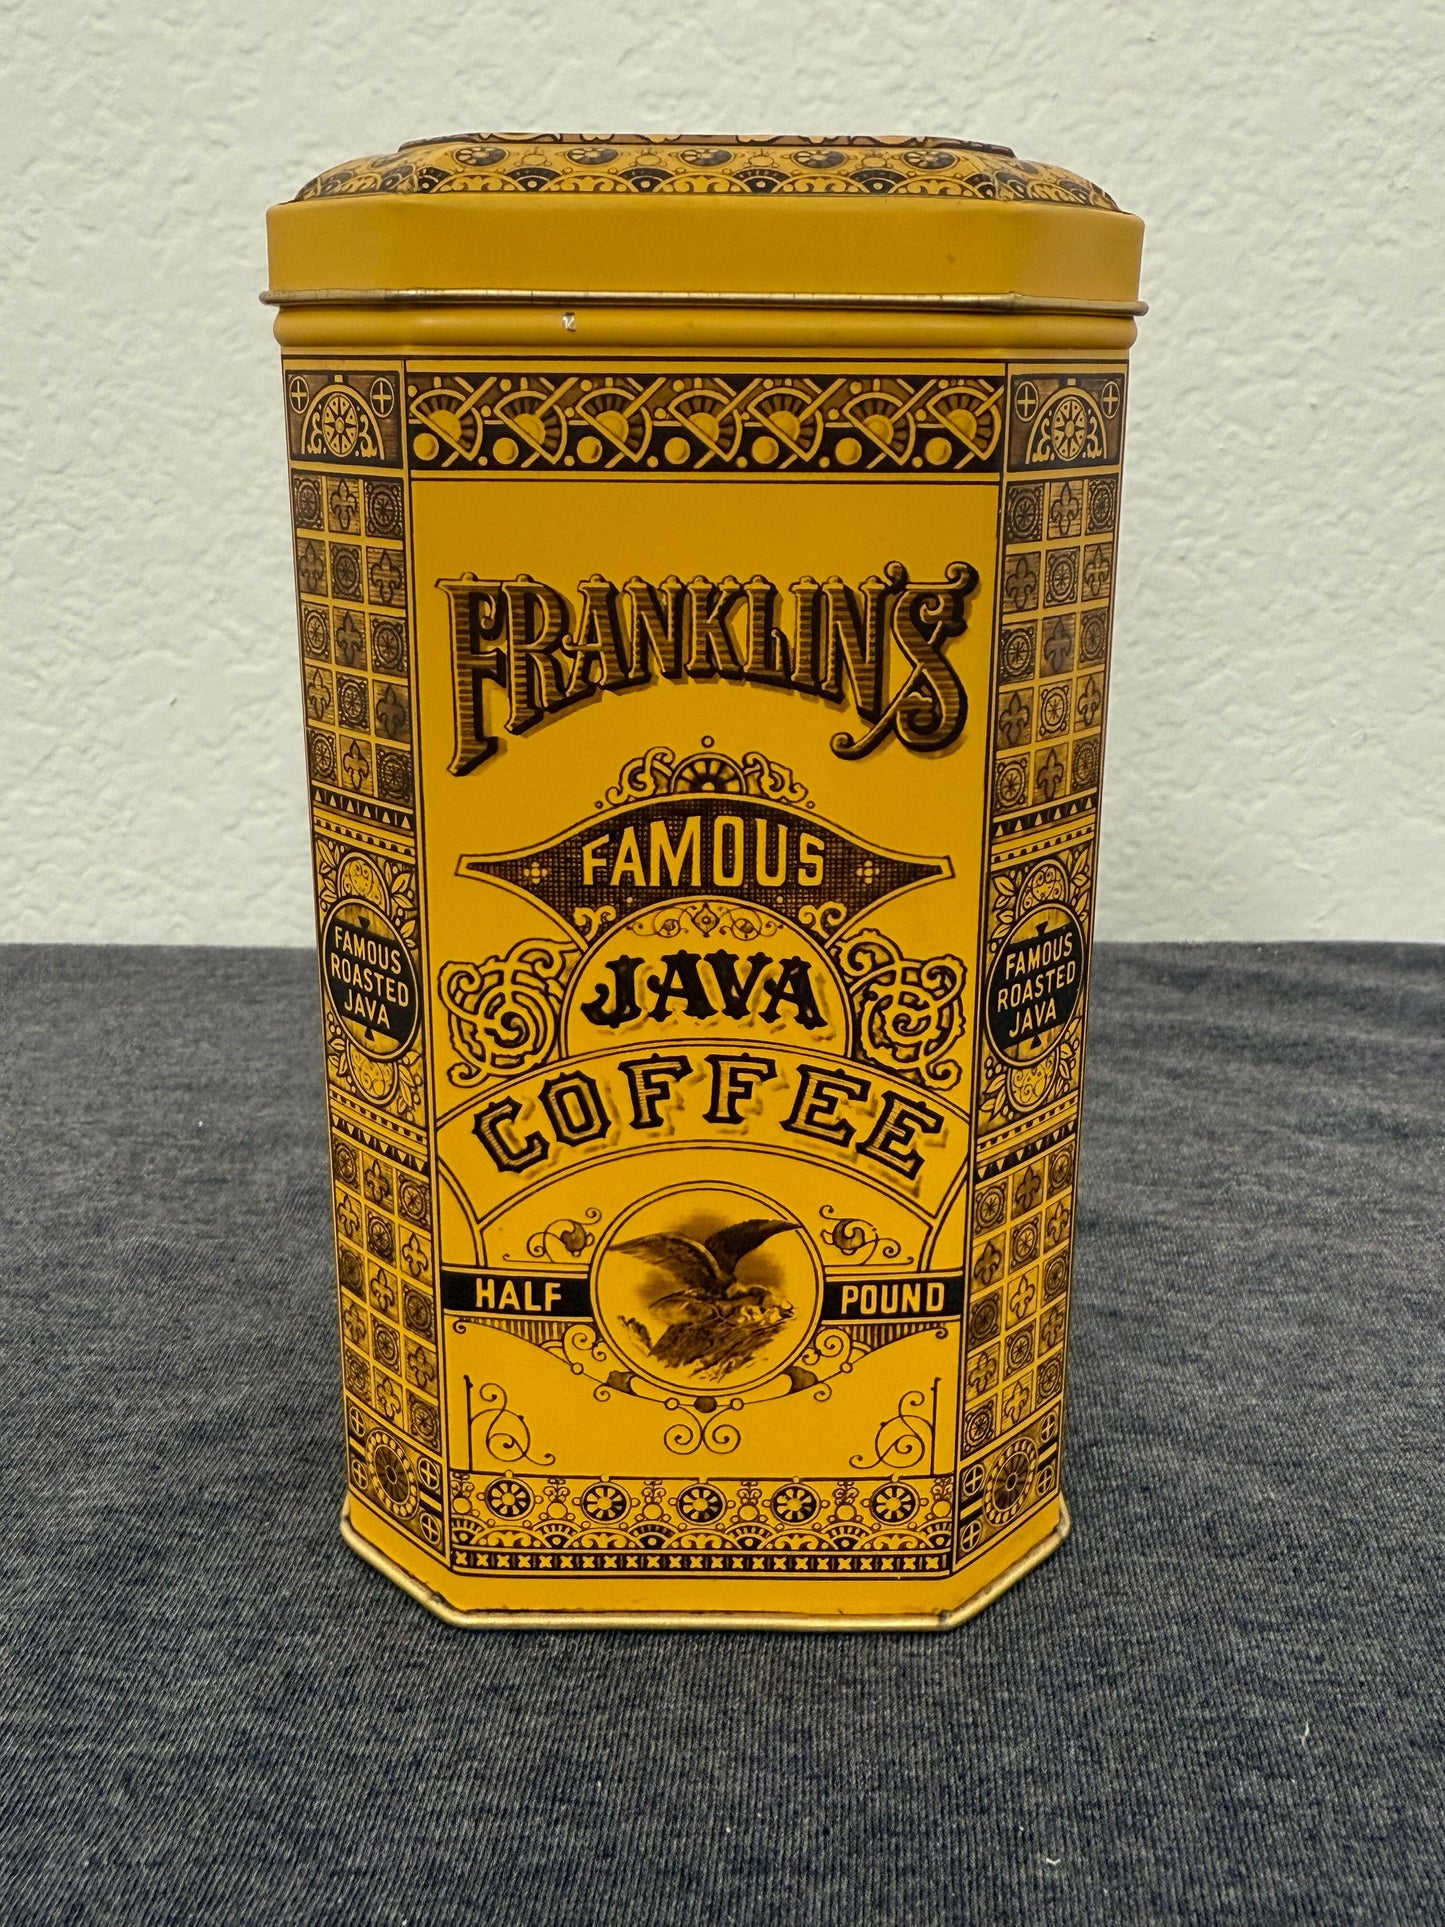 FRANKLIN'S
FAMOUS
JAVA
COFFEE
HALF POUND
FAMOUS
ROASTED
JAVA
FAMOUS
ROASTED
JAVA